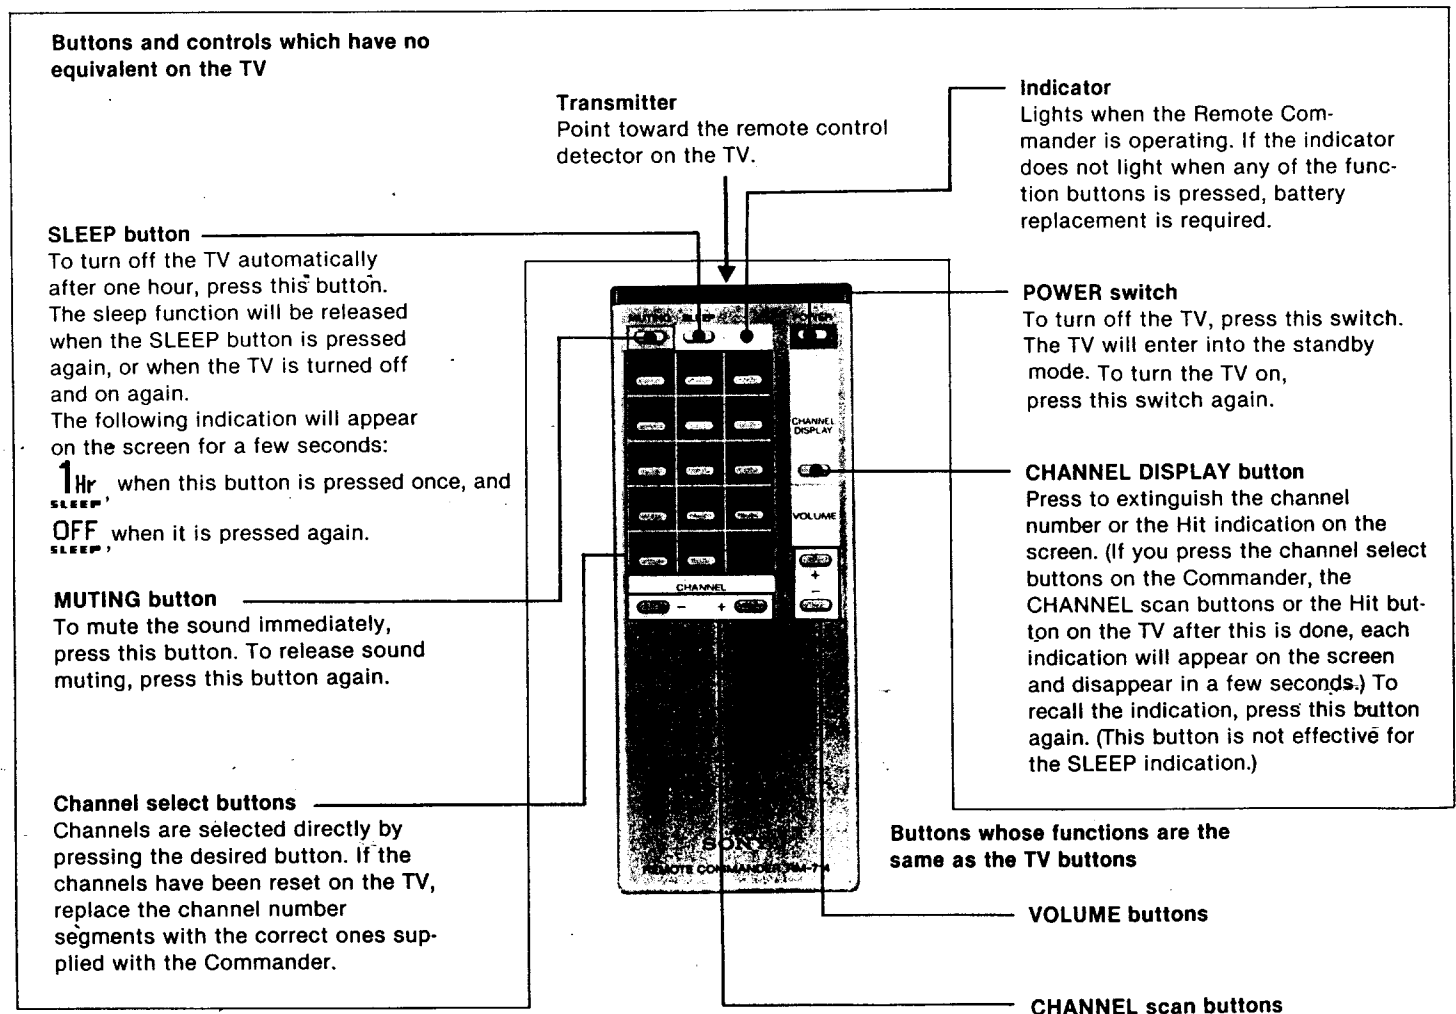 Buttons and controls which have no
equivalent on the TV
Transmitter
Point toward the remote control
detector on the TV.
Indicator
Lights when the Remote Com-
mander is operating. If the indicator
does not light when any of the func-
tion buttons is pressed, battery
replacement is required.
SLEEP button
To turn off the TV automatically
after one hour, press this button.
The sleep function will be released
when the SLEEP button is pressed
again, or when the TV is turned off
and on again.
The following indication will appear
on the screen for a few seconds:
1Hr
SLEEP, when this button is pressed once, and
OFF
SLEEP, when it is pressed again.
MUTING button
To mute the sound immediately,
press this button. To release sound
muting, press this button again.
Channel select buttons
Channels are selected directly by
pressing the desired button. If the
channels have been reset on the TV,
replace the channel number
segments with the correct ones sup-
plied with the Commander.
MUTING SLEEP POWER
CHANNEL
DISPLAY
VOLUME
+
−
CHANNEL
− +
SONY
REMOTE COMMANDER RM-714
POWER switch
To turn off the TV, press this switch.
The TV will enter into the standby
mode. To turn the TV on,
press this switch again.
CHANNEL DISPLAY button
Press to extinguish the channel
number or the Hit indication on the
screen. (If you press the channel select
buttons on the Commander, the
CHANNEL scan buttons or the Hit but-
ton on the TV after this is done, each
indication will appear on the screen
and disappear in a few seconds.) To
recall the indication, press this button
again. (This button is not effective for
the SLEEP indication.)
Buttons whose functions are the
same as the TV buttons
VOLUME buttons
CHANNEL scan buttons